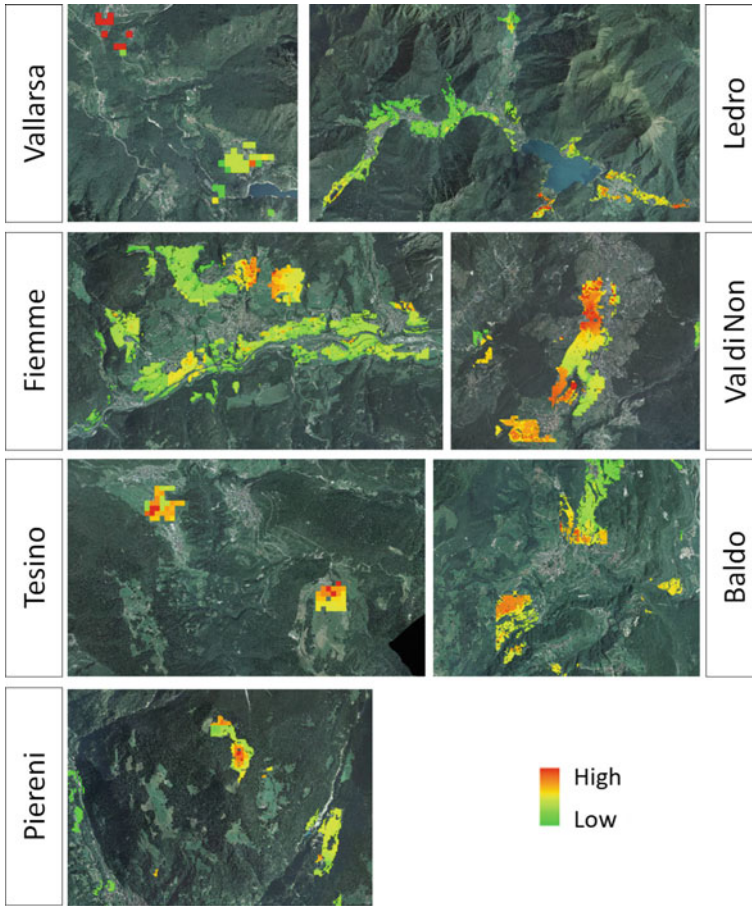 Vallarsa
Ledro
Fiemme
Val di Non
Tesino
Baldo
Piereni
High
Low